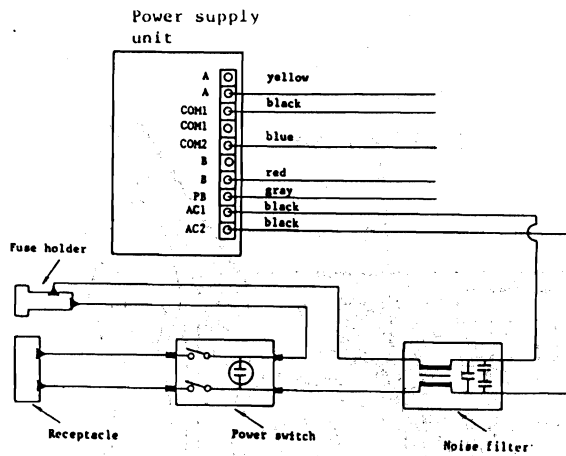 Power supply
unit
A
A yellow
COM1 black
COM1
COM2 blue
B
B red
PB gray
AC1 black
AC2 black
Fuse holder
Receptacle
Power switch
Noise filter